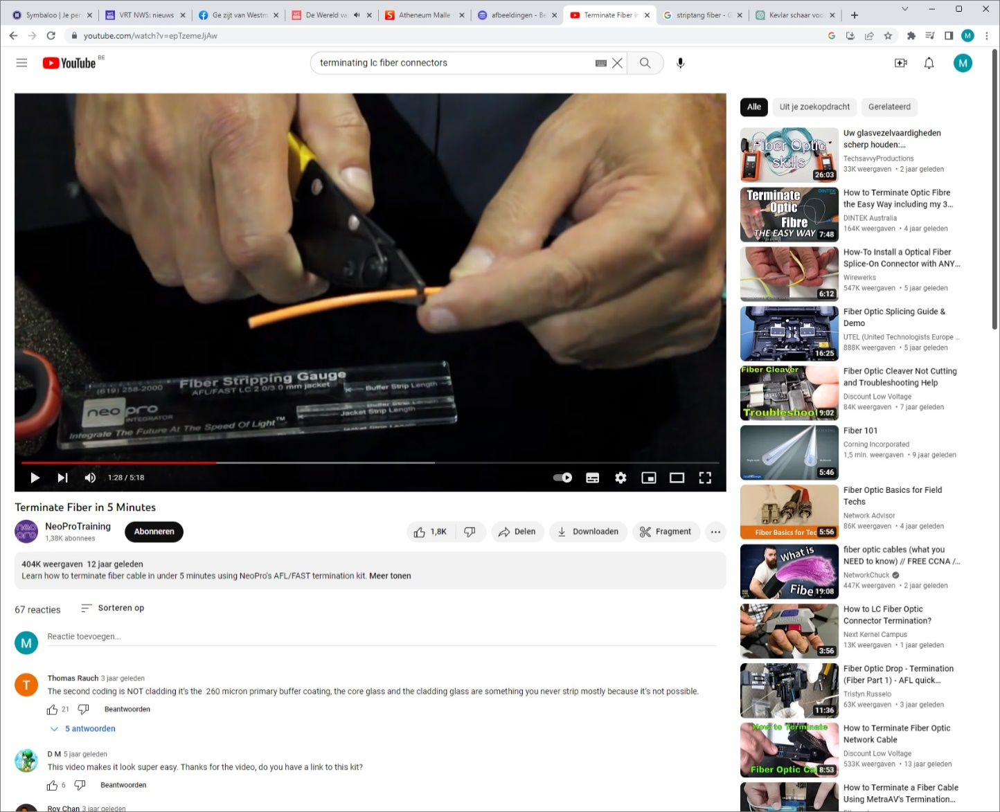 Symbaloo | Je per
VRT NWS: nieuws
Ge zijt van Westm
De Wereld va
Atheneum Malle -
afbeeldingen - Be
Terminate Fiber in
striptang fiber - G
Kevlar schaar voo
youtube.com/watch?v=epTzemeJjAw
YouTube BE
terminating lc fiber connectors
M
Alle
Uit je zoekopdracht
Gerelateerd
(619) 258-2000
Fiber Stripping Gauge
AFL/FAST LC 2.0/3.0 mm jacket
Buffer Strip Length
Jacket Strip Length
neo pro
INTEGRATOR
Integrate The Future At The Speed Of Light™
1:28 / 5:18
Terminate Fiber in 5 Minutes
neo pro
NeoProTraining
1,38K abonnees
Abonneren
1,8K
Delen
Downloaden
Fragment
404K weergaven 12 jaar geleden
Learn how to terminate fiber cable in under 5 minutes using NeoPro's AFL/FAST termination kit. Meer tonen
67 reacties
Sorteren op
M
Reactie toevoegen...
T
Thomas Rauch 3 jaar geleden
The second coding is NOT cladding it's the 260 micron primary buffer coating, the core glass and the cladding glass are something you never strip mostly because it's not possible.
21
Beantwoorden
5 antwoorden
D M 5 jaar geleden
This video makes it look super easy. Thanks for the video, do you have a link to this kit?
6
Beantwoorden
Roy Chan 3 jaar geleden
Fiber Optic skills
26:03
Uw glasvezelvaardigheden
scherp houden:...
TechsavvyProductions
33K weergaven • 2 jaar geleden
DINTEK
Terminate
Optic
Fibre
THE EASY WAY
7:48
How to Terminate Optic Fibre
the Easy Way including my 3...
DINTEK Australia
164K weergaven • 4 jaar geleden
6:12
How-To Install a Optical Fiber
Splice-On Connector with ANY...
Wirewerks
547K weergaven • 5 jaar geleden
16:25
Fiber Optic Splicing Guide &
Demo
UTEL (United Technologists Europe ...
888K weergaven • 5 jaar geleden
Fiber Cleaver
Troubleshoo
9:02
Fiber Optic Cleaver Not Cutting
and Troubleshooting Help
Discount Low Voltage
84K weergaven • 7 jaar geleden
5:46
Fiber 101
Corning Incorporated
1,5 mln. weergaven • 9 jaar geleden
Fiber Basics for Tec
5:56
Fiber Optic Basics for Field
Techs
Network Advisor
86K weergaven • 4 jaar geleden
What is
Fibe
19:08
fiber optic cables (what you
NEED to know) // FREE CCNA /...
NetworkChuck
447K weergaven • 2 jaar geleden
3:56
How to LC Fiber Optic
Connector Termination?
Next Kernel Campus
13K weergaven • 1 jaar geleden
11:36
Fiber Optic Drop - Termination
(Fiber Part 1) - AFL quick...
Tristyn Russelo
63K weergaven • 3 jaar geleden
How to Terminate
Fiber Optic Ca
8:53
How to Terminate Fiber Optic
Network Cable
Discount Low Voltage
533K weergaven • 13 jaar geleden
How to Terminate a Fiber Cable
Using MetraAV's Termination...